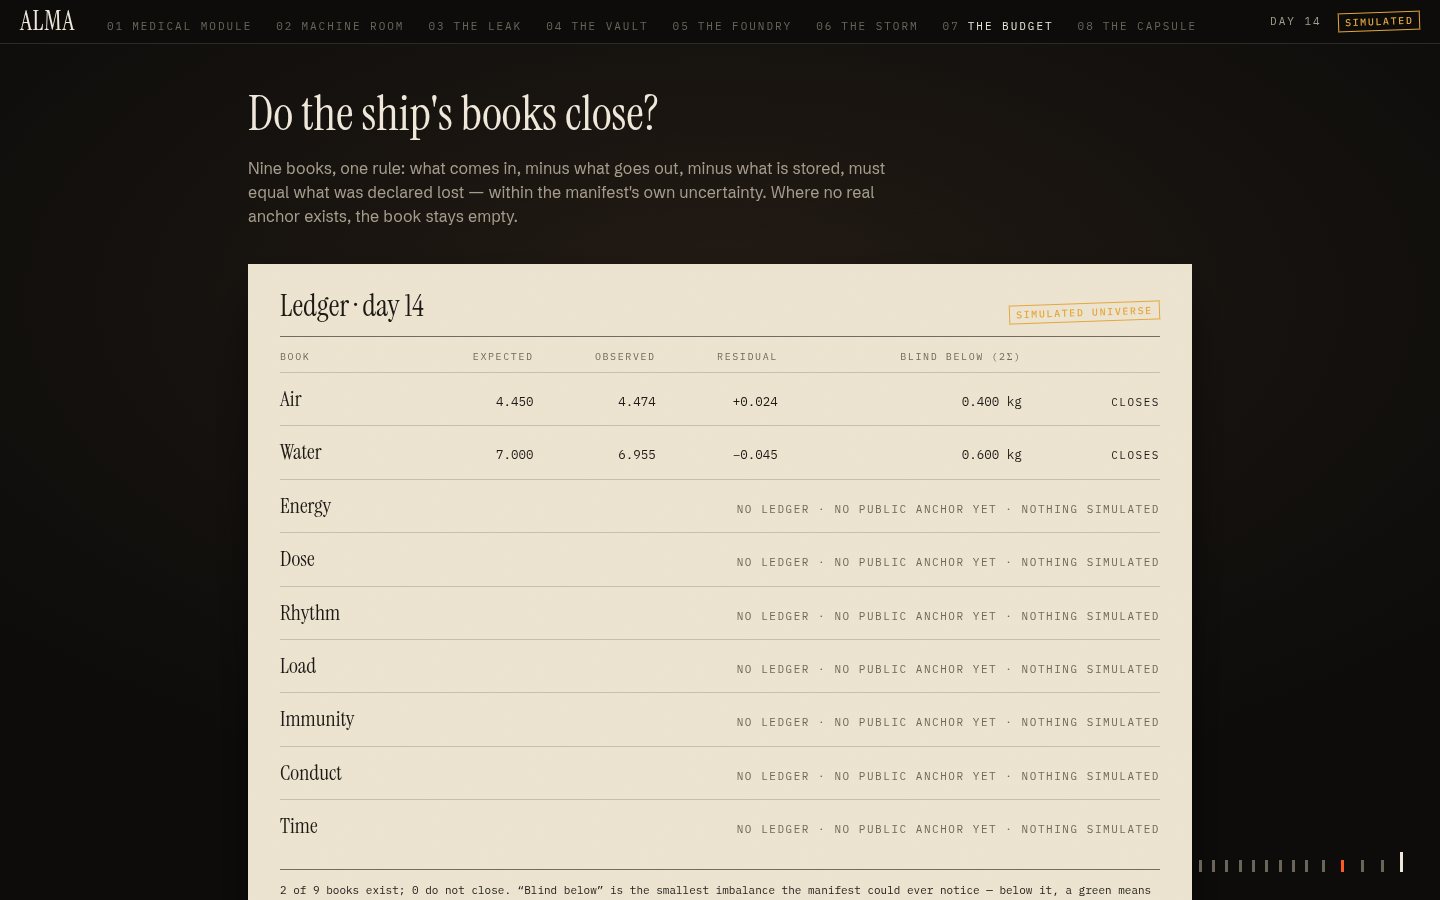 ALMA 01 MEDICAL MODULE 02 MACHINE ROOM 03 THE LEAK 04 THE VAULT 05 THE FOUNDRY 06 THE STORM 07 THE BUDGET 08 THE CAPSULE DAY 14 SIMULATED
Do the ship's books close?
Nine books, one rule: what comes in, minus what goes out, minus what is stored, must
equal what was declared lost — within the manifest's own uncertainty. Where no real
anchor exists, the book stays empty.
Ledger · day 14 SIMULATED UNIVERSE
BOOK EXPECTED OBSERVED RESIDUAL BLIND BELOW (2Σ)
Air 4.450 4.474 +0.024 0.400 kg CLOSES
Water 7.000 6.955 −0.045 0.600 kg CLOSES
Energy NO LEDGER · NO PUBLIC ANCHOR YET · NOTHING SIMULATED
Dose NO LEDGER · NO PUBLIC ANCHOR YET · NOTHING SIMULATED
Rhythm NO LEDGER · NO PUBLIC ANCHOR YET · NOTHING SIMULATED
Load NO LEDGER · NO PUBLIC ANCHOR YET · NOTHING SIMULATED
Immunity NO LEDGER · NO PUBLIC ANCHOR YET · NOTHING SIMULATED
Conduct NO LEDGER · NO PUBLIC ANCHOR YET · NOTHING SIMULATED
Time NO LEDGER · NO PUBLIC ANCHOR YET · NOTHING SIMULATED
2 of 9 books exist; 0 do not close. “Blind below” is the smallest imbalance the manifest could ever notice — below it, a green means